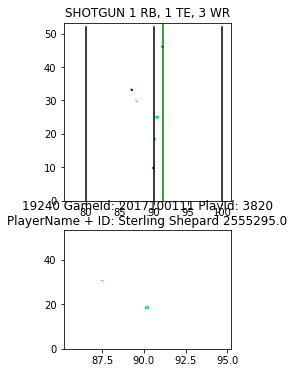 SHOTGUN 1 RB, 1 TE, 3 WR
50
40
30
20
10
0
80 85 90 95 100
19240 GameId: 2017100111 PlayId: 3820
PlayerName + ID: Sterling Shepard 2555295.0
40
20
0
87.5 90.0 92.5 95.0